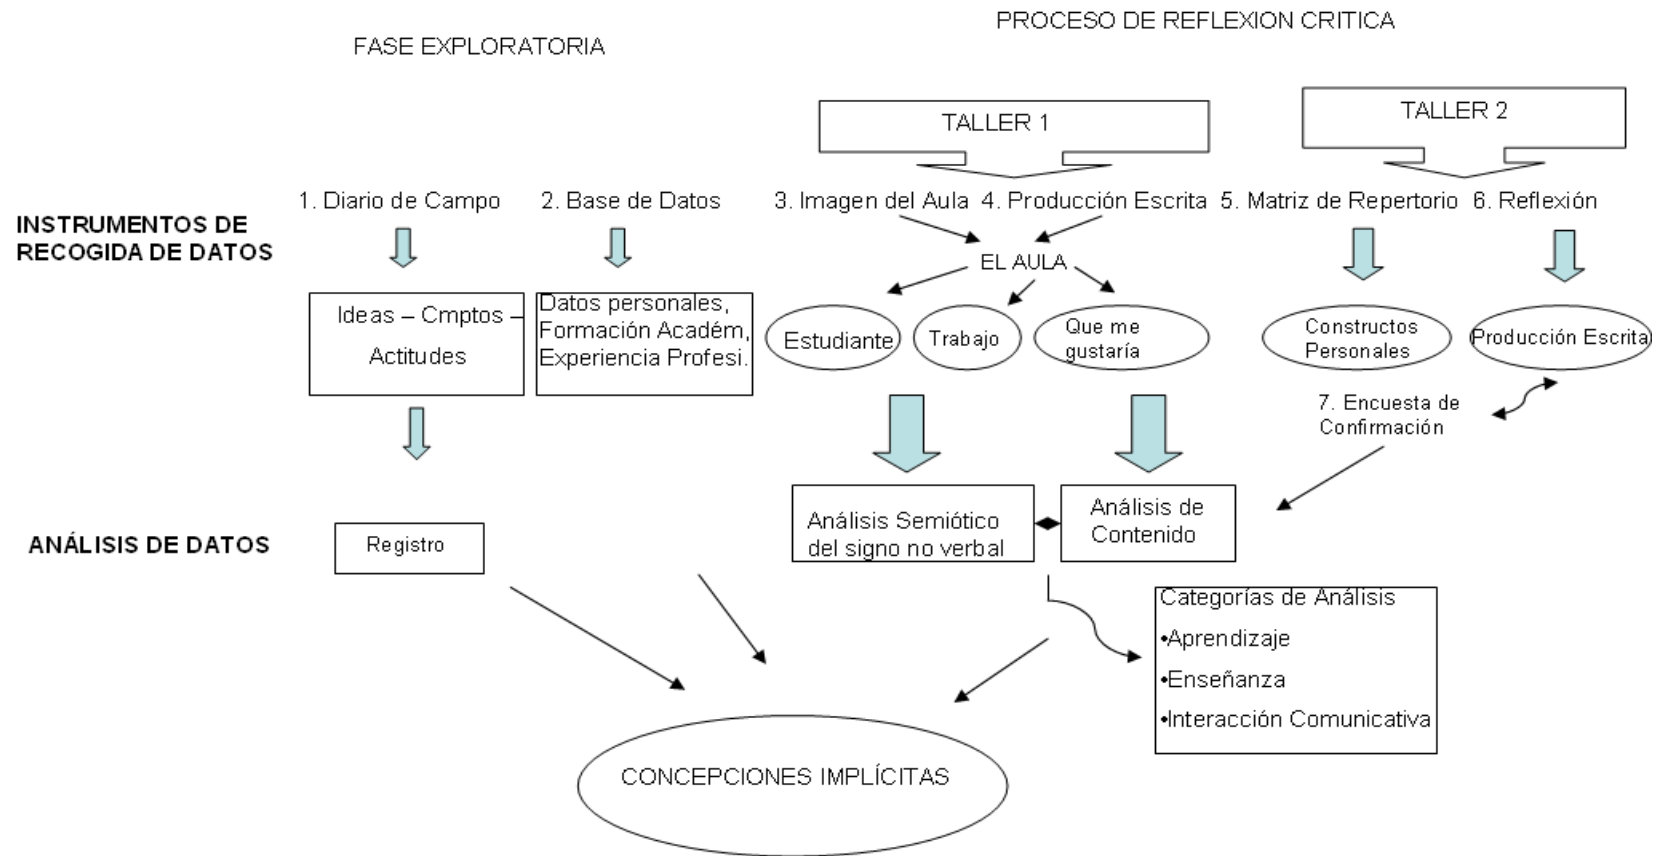 PROCESO DE REFLEXION CRITICA
FASE EXPLORATORIA
TALLER 1
TALLER 2
INSTRUMENTOS DE
RECOGIDA DE DATOS
1. Diario de Campo
2. Base de Datos
3. Imagen del Aula
4. Producción Escrita
5. Matriz de Repertorio
6. Reflexión
EL AULA
Ideas – Cmptos –
Actitudes
Datos personales,
Formación Académ,
Experiencia Profesi.
Estudiante
Trabajo
Que me
gustaría
Constructos
Personales
Producción Escrita
7. Encuesta de
Confirmación
ANÁLISIS DE DATOS
Registro
Análisis Semiótico
del signo no verbal
Análisis de
Contenido
Categorías de Análisis
•Aprendizaje
•Enseñanza
•Interacción Comunicativa
CONCEPCIONES IMPLÍCITAS